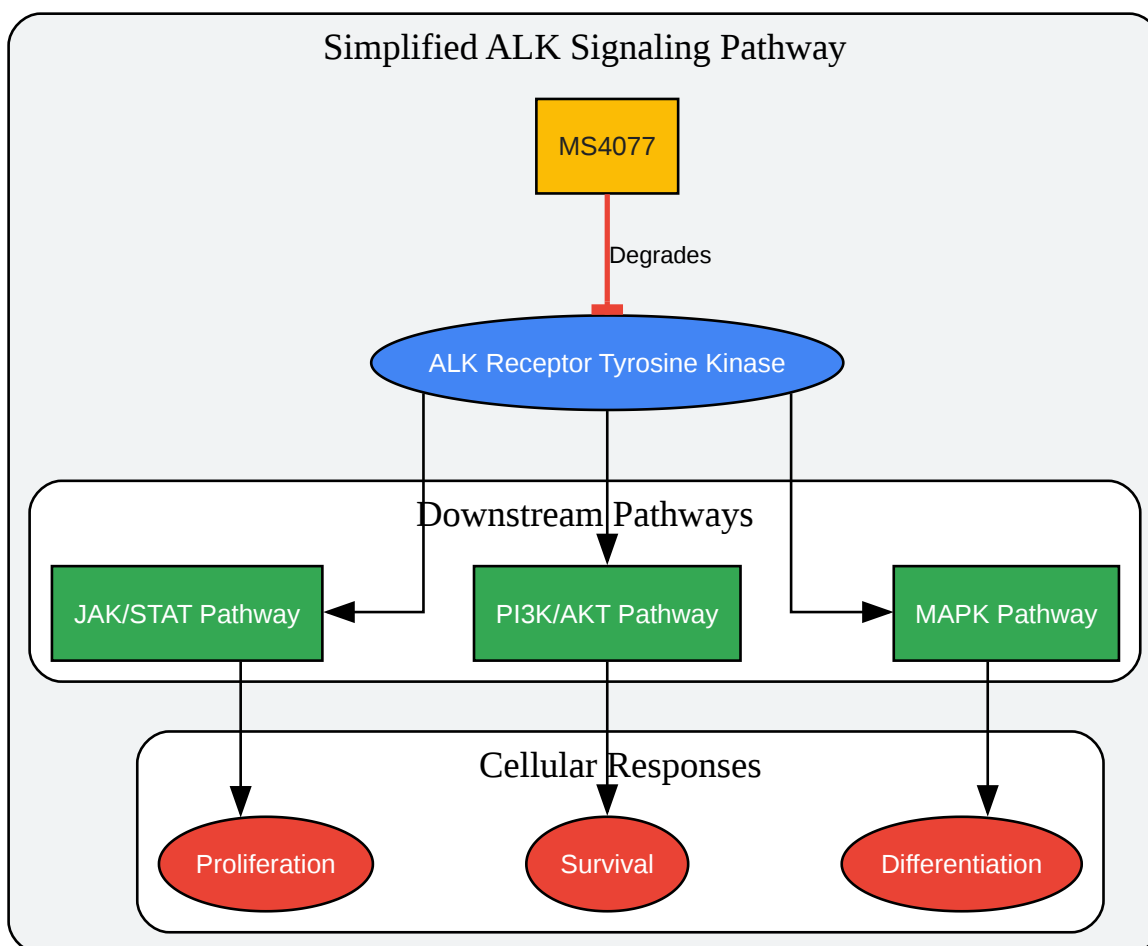 Simplified ALK Signaling Pathway
MS4077
Degrades
ALK Receptor Tyrosine Kinase
Downstream Pathways
JAK/STAT Pathway
PI3K/AKT Pathway
MAPK Pathway
Cellular Responses
Proliferation
Survival
Differentiation